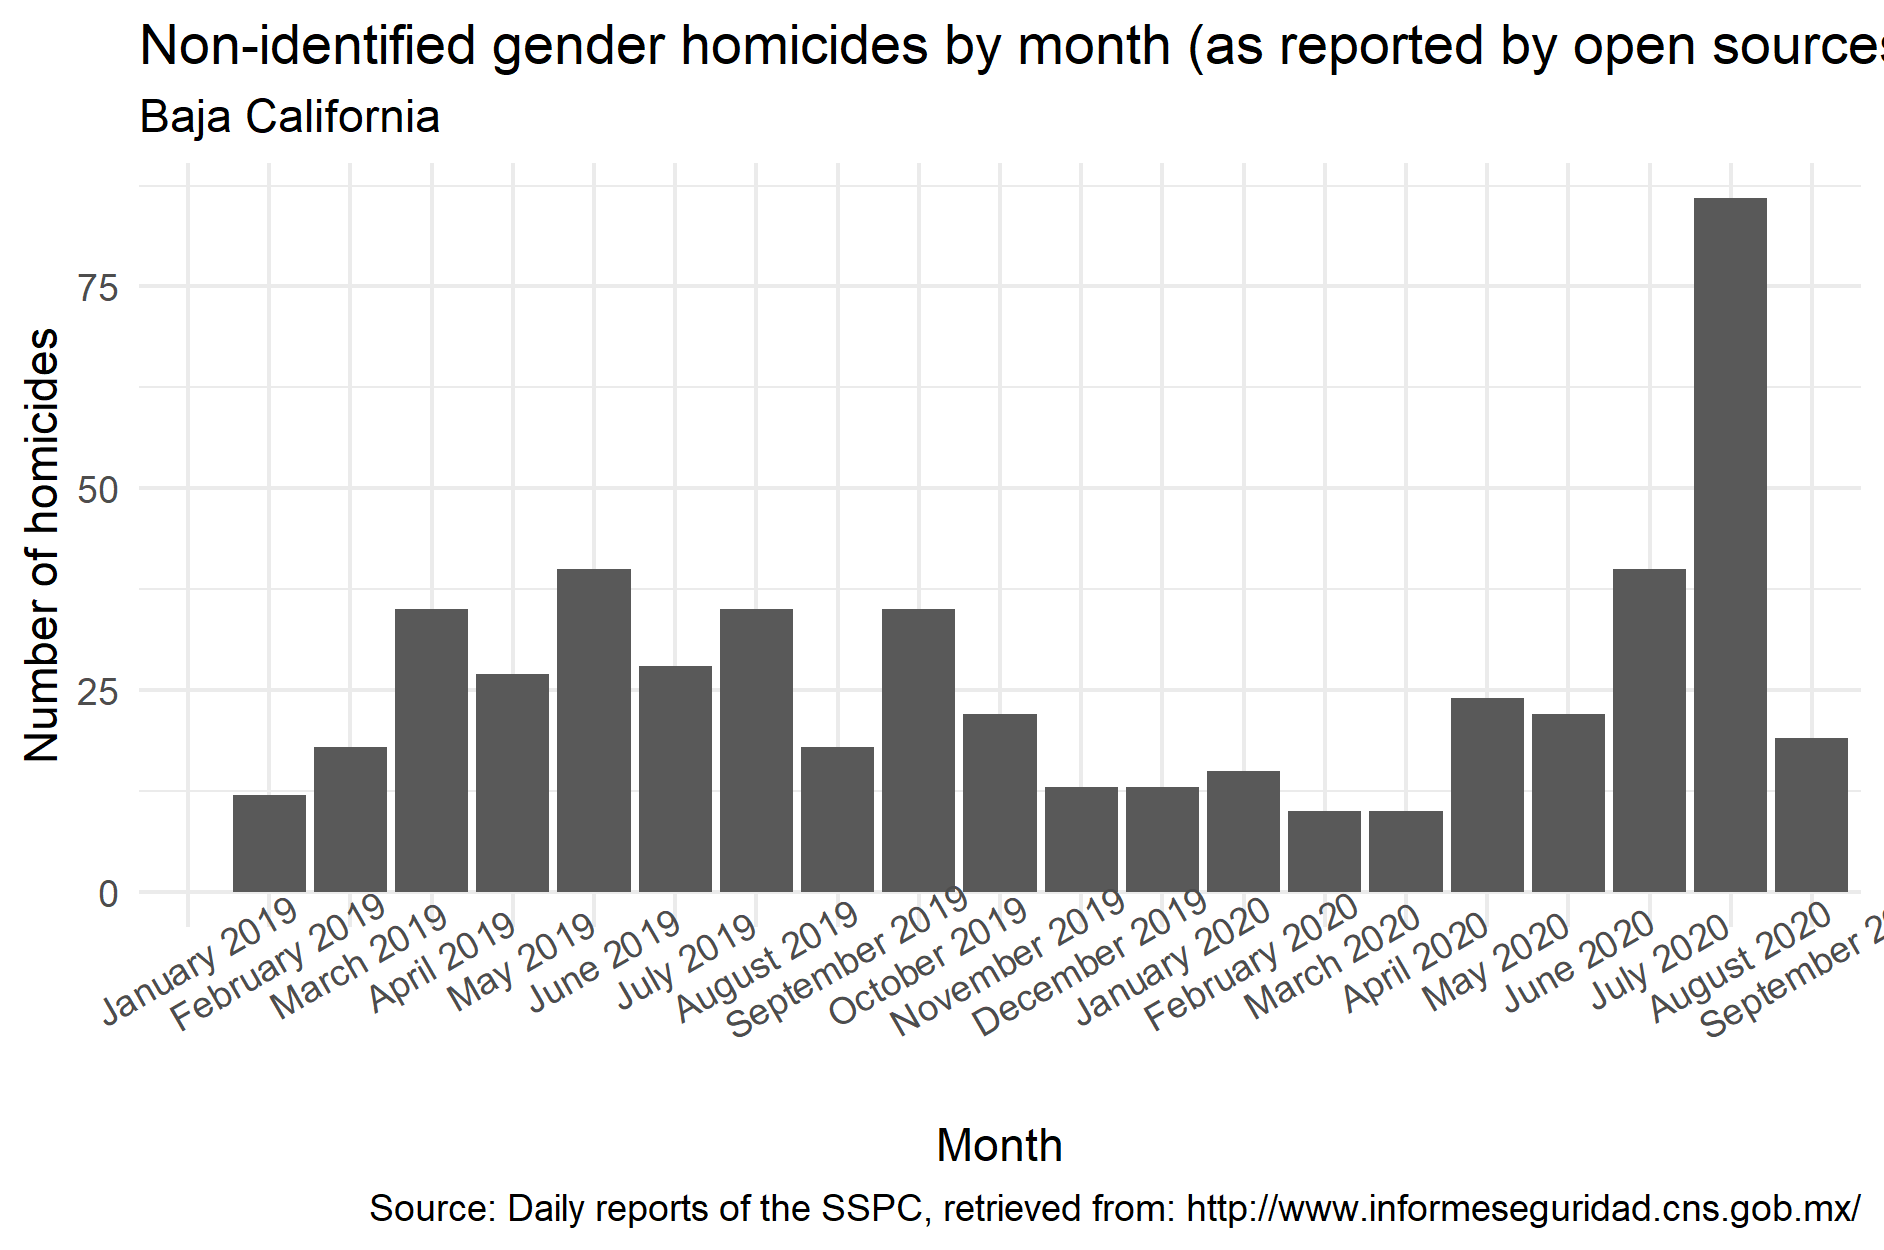 Non-identified gender homicides by month (as reported by open sources
Baja California
Number of homicides
75
50
25
0
January 2019
February 2019
March 2019
April 2019
May 2019
June 2019
July 2019
August 2019
September 2019
October 2019
November 2019
December 2019
January 2020
February 2020
March 2020
April 2020
May 2020
June 2020
July 2020
August 2020
September 2
Month
Source: Daily reports of the SSPC, retrieved from: http://www.informeseguridad.cns.gob.mx/